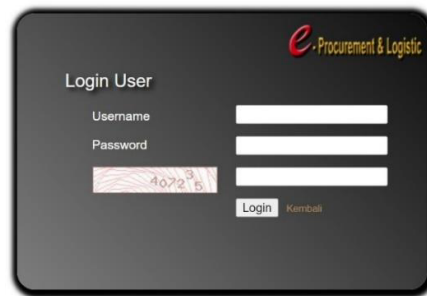 e-Procurement & Logistic
Login User
Username
Password
Login Kembali